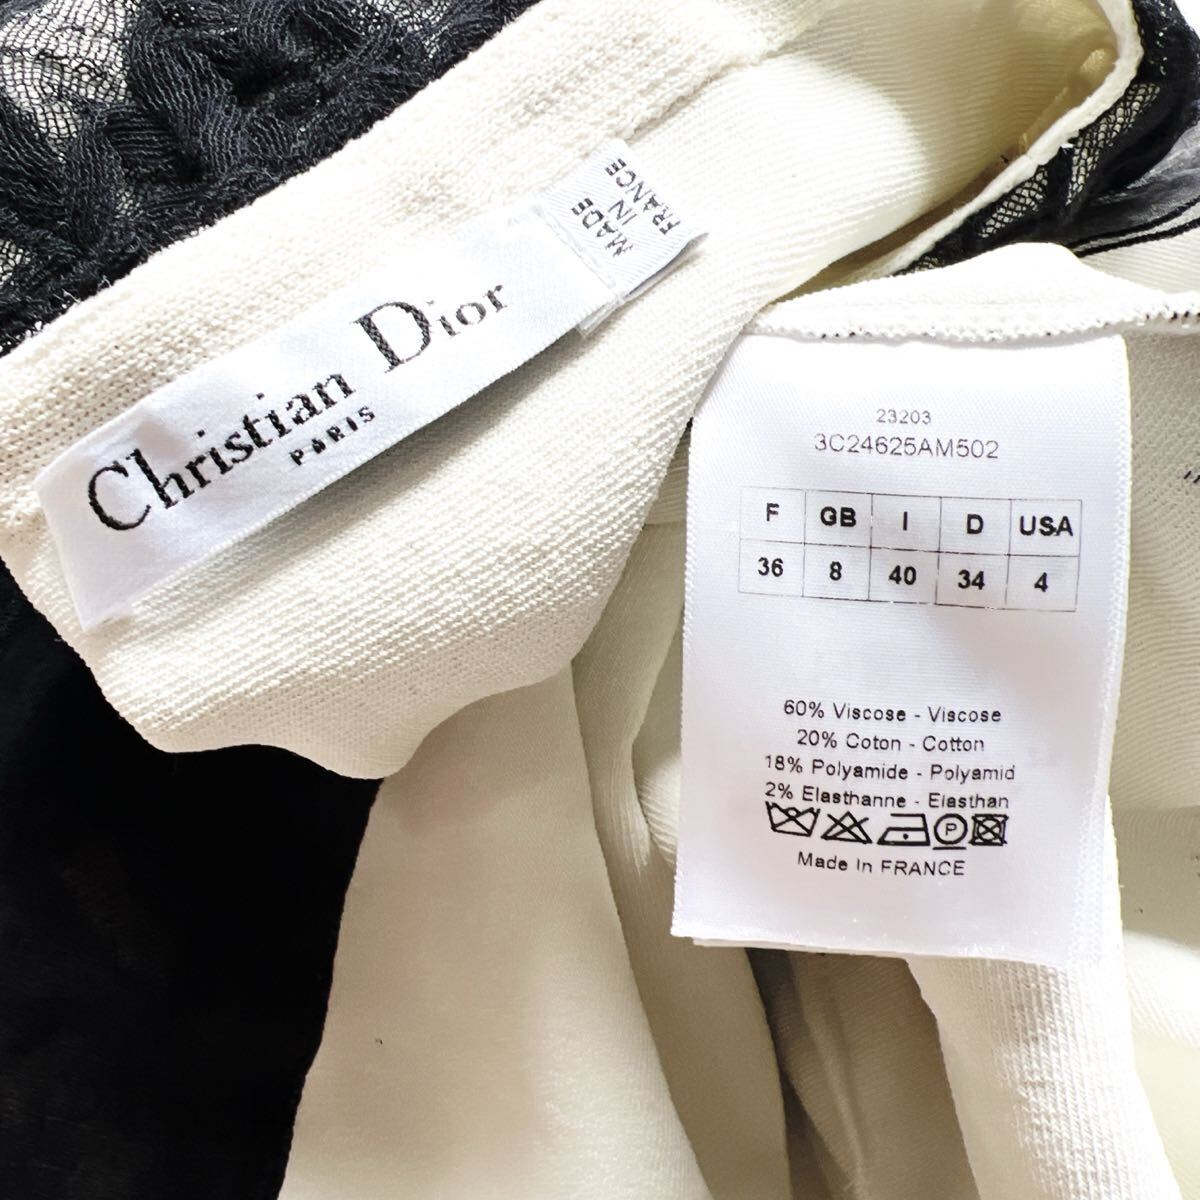 Christian Dior
PARIS
MADE
IN
FRANCE
23203
3C24625AM502
F GB I D USA
36 8 40 34 4
60% Viscose - Viscose
20% Coton - Cotton
18% Polyamide - Polyamid
2% Elasthanne - Elasthan
P
Made In FRANCE